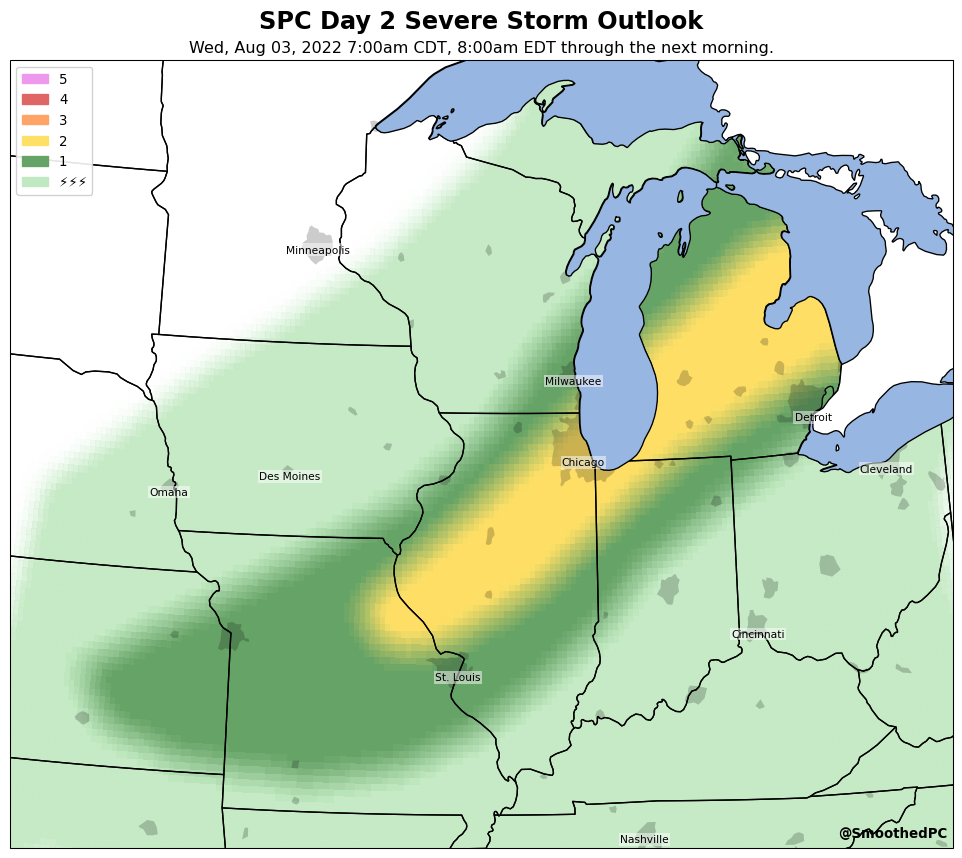 SPC Day 2 Severe Storm Outlook
Wed, Aug 03, 2022 7:00am CDT, 8:00am EDT through the next morning.
5
4
3
2
1
⚡⚡⚡
Minneapolis
Milwaukee
Detroit
Chicago
Cleveland
Des Moines
Omaha
Cincinnati
St. Louis
Nashville
@SmoothedPC